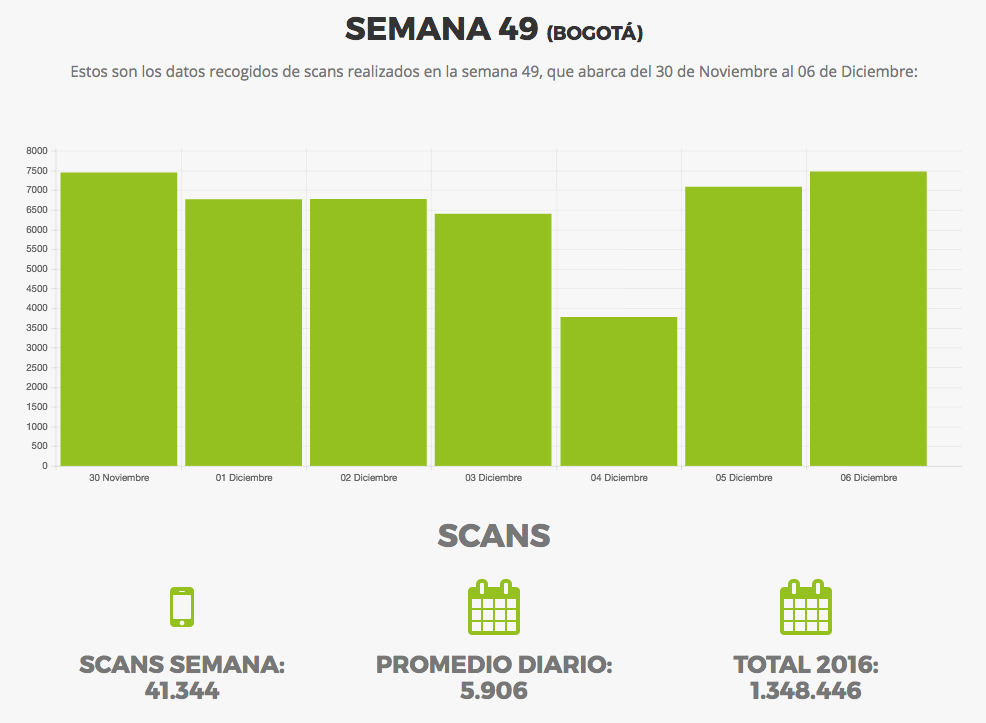 SEMANA 49 (BOGOTÁ)
Estos son los datos recogidos de scans realizados en la semana 49, que abarca del 30 de Noviembre al 06 de Diciembre:
8000
7500
7000
6500
6000
5500
5000
4500
4000
3500
3000
2500
2000
1500
1000
500
0
30 Noviembre 01 Diciembre 02 Diciembre 03 Diciembre 04 Diciembre 05 Diciembre 06 Diciembre
SCANS
SCANS SEMANA: PROMEDIO DIARIO: TOTAL 2016:
41.344 5.906 1.348.446